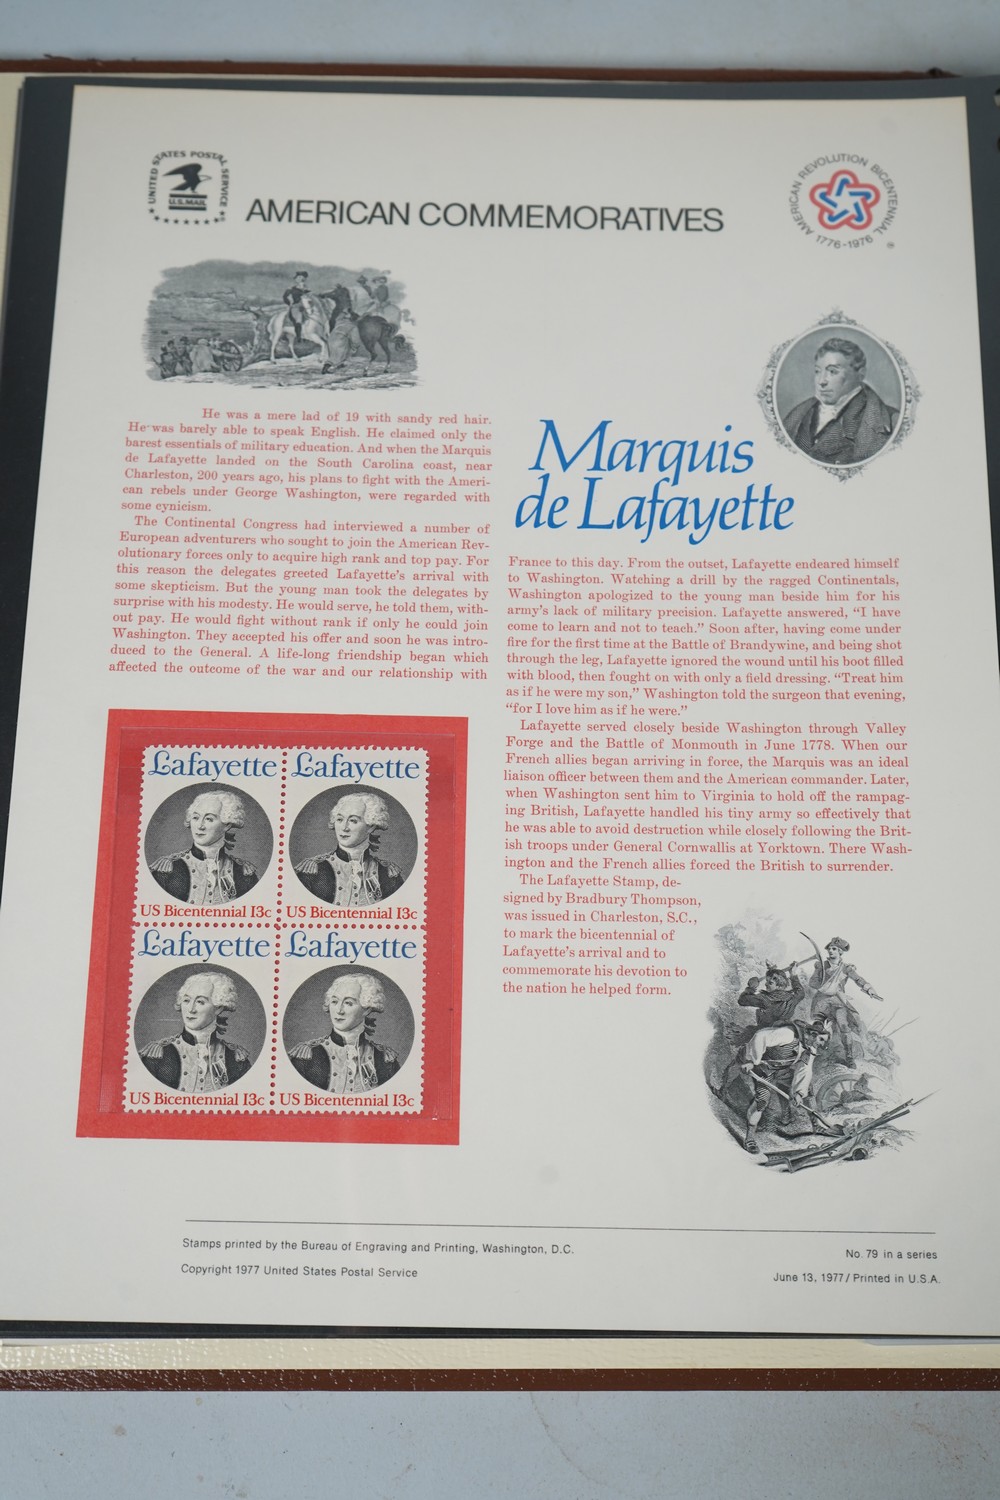 UNITED STATES POSTAL SERVICE
U.S. MAIL
AMERICAN COMMEMORATIVES
AMERICAN REVOLUTION BICENTENNIAL
1776-1976
®
He was a mere lad of 19 with sandy red hair.
He was barely able to speak English. He claimed only the
barest essentials of military education. And when the Marquis
de Lafayette landed on the South Carolina coast, near
Charleston, 200 years ago, his plans to fight with the Ameri-
can rebels under George Washington, were regarded with
some cynicism.
The Continental Congress had interviewed a number of
European adventurers who sought to join the American Rev-
olutionary forces only to acquire high rank and top pay. For
this reason the delegates greeted Lafayette's arrival with
some skepticism. But the young man took the delegates by
surprise with his modesty. He would serve, he told them, with-
out pay. He would fight without rank if only he could join
Washington. They accepted his offer and soon he was intro-
duced to the General. A life-long friendship began which
affected the outcome of the war and our relationship with
Marquis
de Lafayette
France to this day. From the outset, Lafayette endeared himself
to Washington. Watching a drill by the ragged Continentals,
Washington apologized to the young man beside him for his
army's lack of military precision. Lafayette answered, "I have
come to learn and not to teach." Soon after, having come under
fire for the first time at the Battle of Brandywine, and being shot
through the leg, Lafayette ignored the wound until his boot filled
with blood, then fought on with only a field dressing. "Treat him
as if he were my son," Washington told the surgeon that evening,
"for I love him as if he were."
Lafayette served closely beside Washington through Valley
Forge and the Battle of Monmouth in June 1778. When our
French allies began arriving in force, the Marquis was an ideal
liaison officer between them and the American commander. Later,
when Washington sent him to Virginia to hold off the rampag-
ing British, Lafayette handled his tiny army so effectively that
he was able to avoid destruction while closely following the Brit-
ish troops under General Cornwallis at Yorktown. There Wash-
ington and the French allies forced the British to surrender.
The Lafayette Stamp, de-
signed by Bradbury Thompson,
was issued in Charleston, S.C.,
to mark the bicentennial of
Lafayette's arrival and to
commemorate his devotion to
the nation he helped form.
Lafayette
US Bicentennial 13c
Lafayette
US Bicentennial 13c
Lafayette
US Bicentennial 13c
Lafayette
US Bicentennial 13c
Stamps printed by the Bureau of Engraving and Printing, Washington, D.C.
Copyright 1977 United States Postal Service
No. 79 in a series
June 13, 1977/Printed in U.S.A.